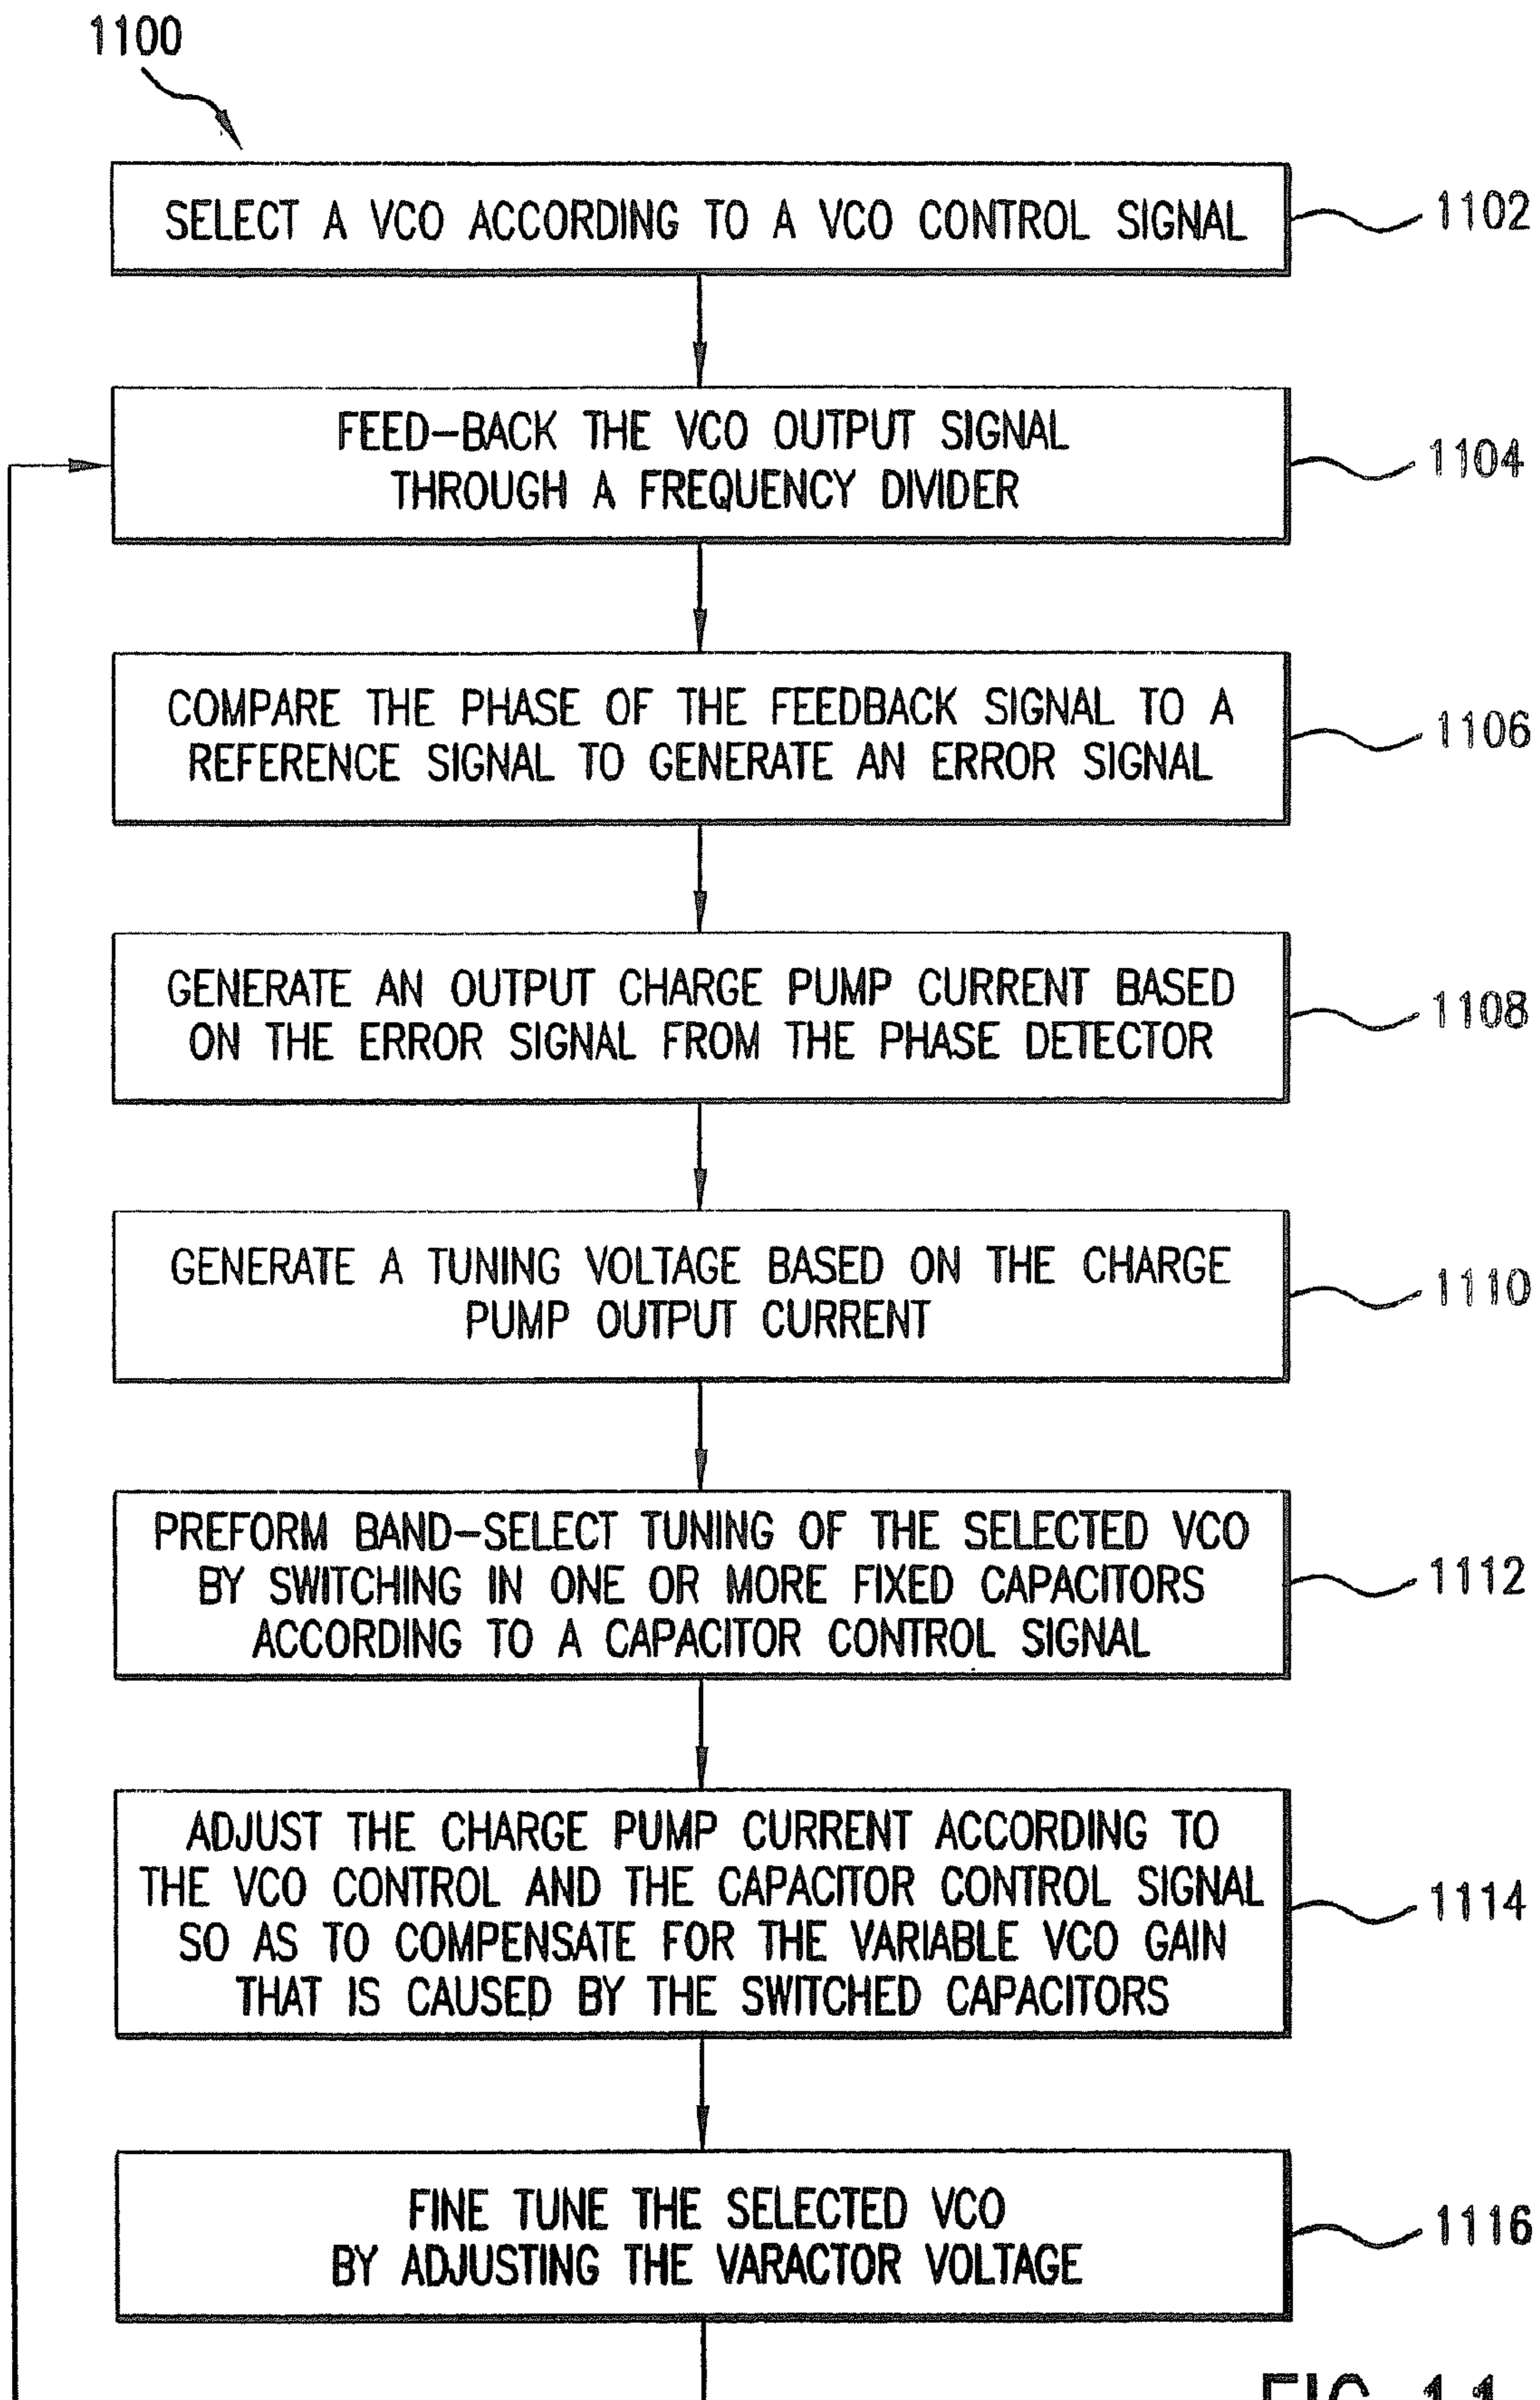 1100
SELECT A VCO ACCORDING TO A VCO CONTROL SIGNAL
1102
FEED-BACK THE VCO OUTPUT SIGNAL
THROUGH A FREQUENCY DIVIDER
1104
COMPARE THE PHASE OF THE FEEDBACK SIGNAL TO A
REFERENCE SIGNAL TO GENERATE AN ERROR SIGNAL
1106
GENERATE AN OUTPUT CHARGE PUMP CURRENT BASED
ON THE ERROR SIGNAL FROM THE PHASE DETECTOR
1108
GENERATE A TUNING VOLTAGE BASED ON THE CHARGE
PUMP OUTPUT CURRENT
1110
PREFORM BAND-SELECT TUNING OF THE SELECTED VCO
BY SWITCHING IN ONE OR MORE FIXED CAPACITORS
ACCORDING TO A CAPACITOR CONTROL SIGNAL
1112
ADJUST THE CHARGE PUMP CURRENT ACCORDING TO
THE VCO CONTROL AND THE CAPACITOR CONTROL SIGNAL
SO AS TO COMPENSATE FOR THE VARIABLE VCO GAIN
THAT IS CAUSED BY THE SWITCHED CAPACITORS
1114
FINE TUNE THE SELECTED VCO
BY ADJUSTING THE VARACTOR VOLTAGE
1116
FIG. 11